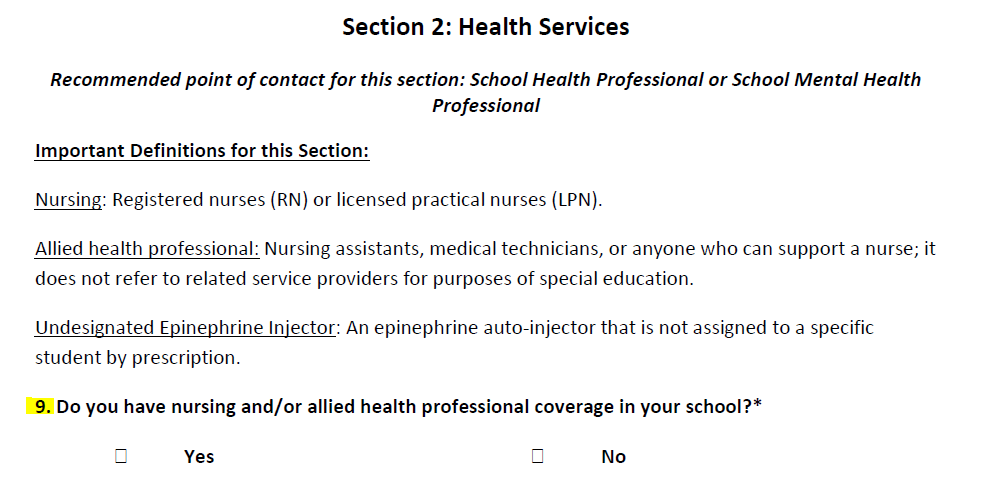 Section 2: Health Services
Recommended point of contact for this section: School Health Professional or School Mental Health
Professional
Important Definitions for this Section:
Nursing: Registered nurses (RN) or licensed practical nurses (LPN).
Allied health professional: Nursing assistants, medical technicians, or anyone who can support a nurse; it
does not refer to related service providers for purposes of special education.
Undesignated Epinephrine Injector: An epinephrine auto-injector that is not assigned to a specific
student by prescription.
9. Do you have nursing and/or allied health professional coverage in your school?*
☐ Yes ☐ No